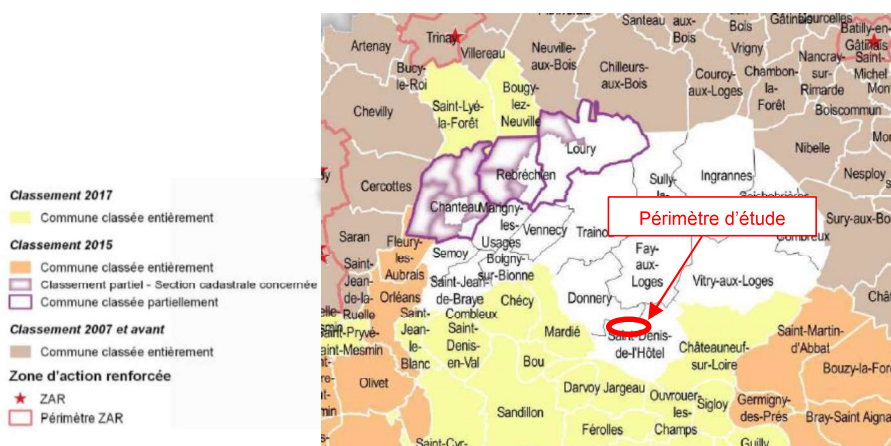 Classement 2017
Commune classée entièrement
Classement 2015
Commune classée entièrement
Classement partiel - Section cadastrale concernée
Commune classée partiellement
Classement 2007 et avant
Commune classée entièrement
Zone d'action renforcée
ZAR
Périmètre ZAR
Santeau
aux-
Bois
Bois
Gâtinais
Batilly-en-
Gâtinais
Artenay
Trinay
Villereau
Neuville-
aux-Bois
Chilleurs-
aux-Bois
Vrigny
Nancray-
sur-
Rimarde
Saint-
Michel
Bucy-
le-Roi
Bougy-
lez-
Neuville
Courcy-
aux-Loges
Chambon-
la-
Forêt
Boiscommun
Chevilly
Saint-Lyé-
la-Forêt
Loury
Nibelle
Cercottes
Rebréchien
Sully-
la-
Ingrannes
Nesploy
Chanteau
Marigny-
les-
Usages
Vennecy
Traino
Périmètre d'étude
Combreux
Sury-aux-Bo
Saran
Fleury-
les-
Aubrais
Semoy
Boigny-
sur-Bionne
Fay-
aux-
Loges
Vitry-aux-Loges
Saint-
Jean-
de-la-
Ruelle
Orléans
Saint-Jean-
de-Braye
Combleux
Chécy
Donnery
Chât
Saint-Pryvé-
Saint-Mesmin
Saint-
Jean-
le-
Blanc
Saint-
Denis-
en-Val
Mardié
Saint-Denis-
de-l'Hôtel
Châteauneuf-
sur-Loire
Saint-Martin-
d'Abbat
Bou
Bouzy-la-For
Olivet
Sandillon
Darvoy
Jargeau
Ouvrouer-
les-
Champs
Sigloy
Germigny-
des-Prés
Bray-Saint Aigna
Férolles
Guilly
Saint-Cyr-